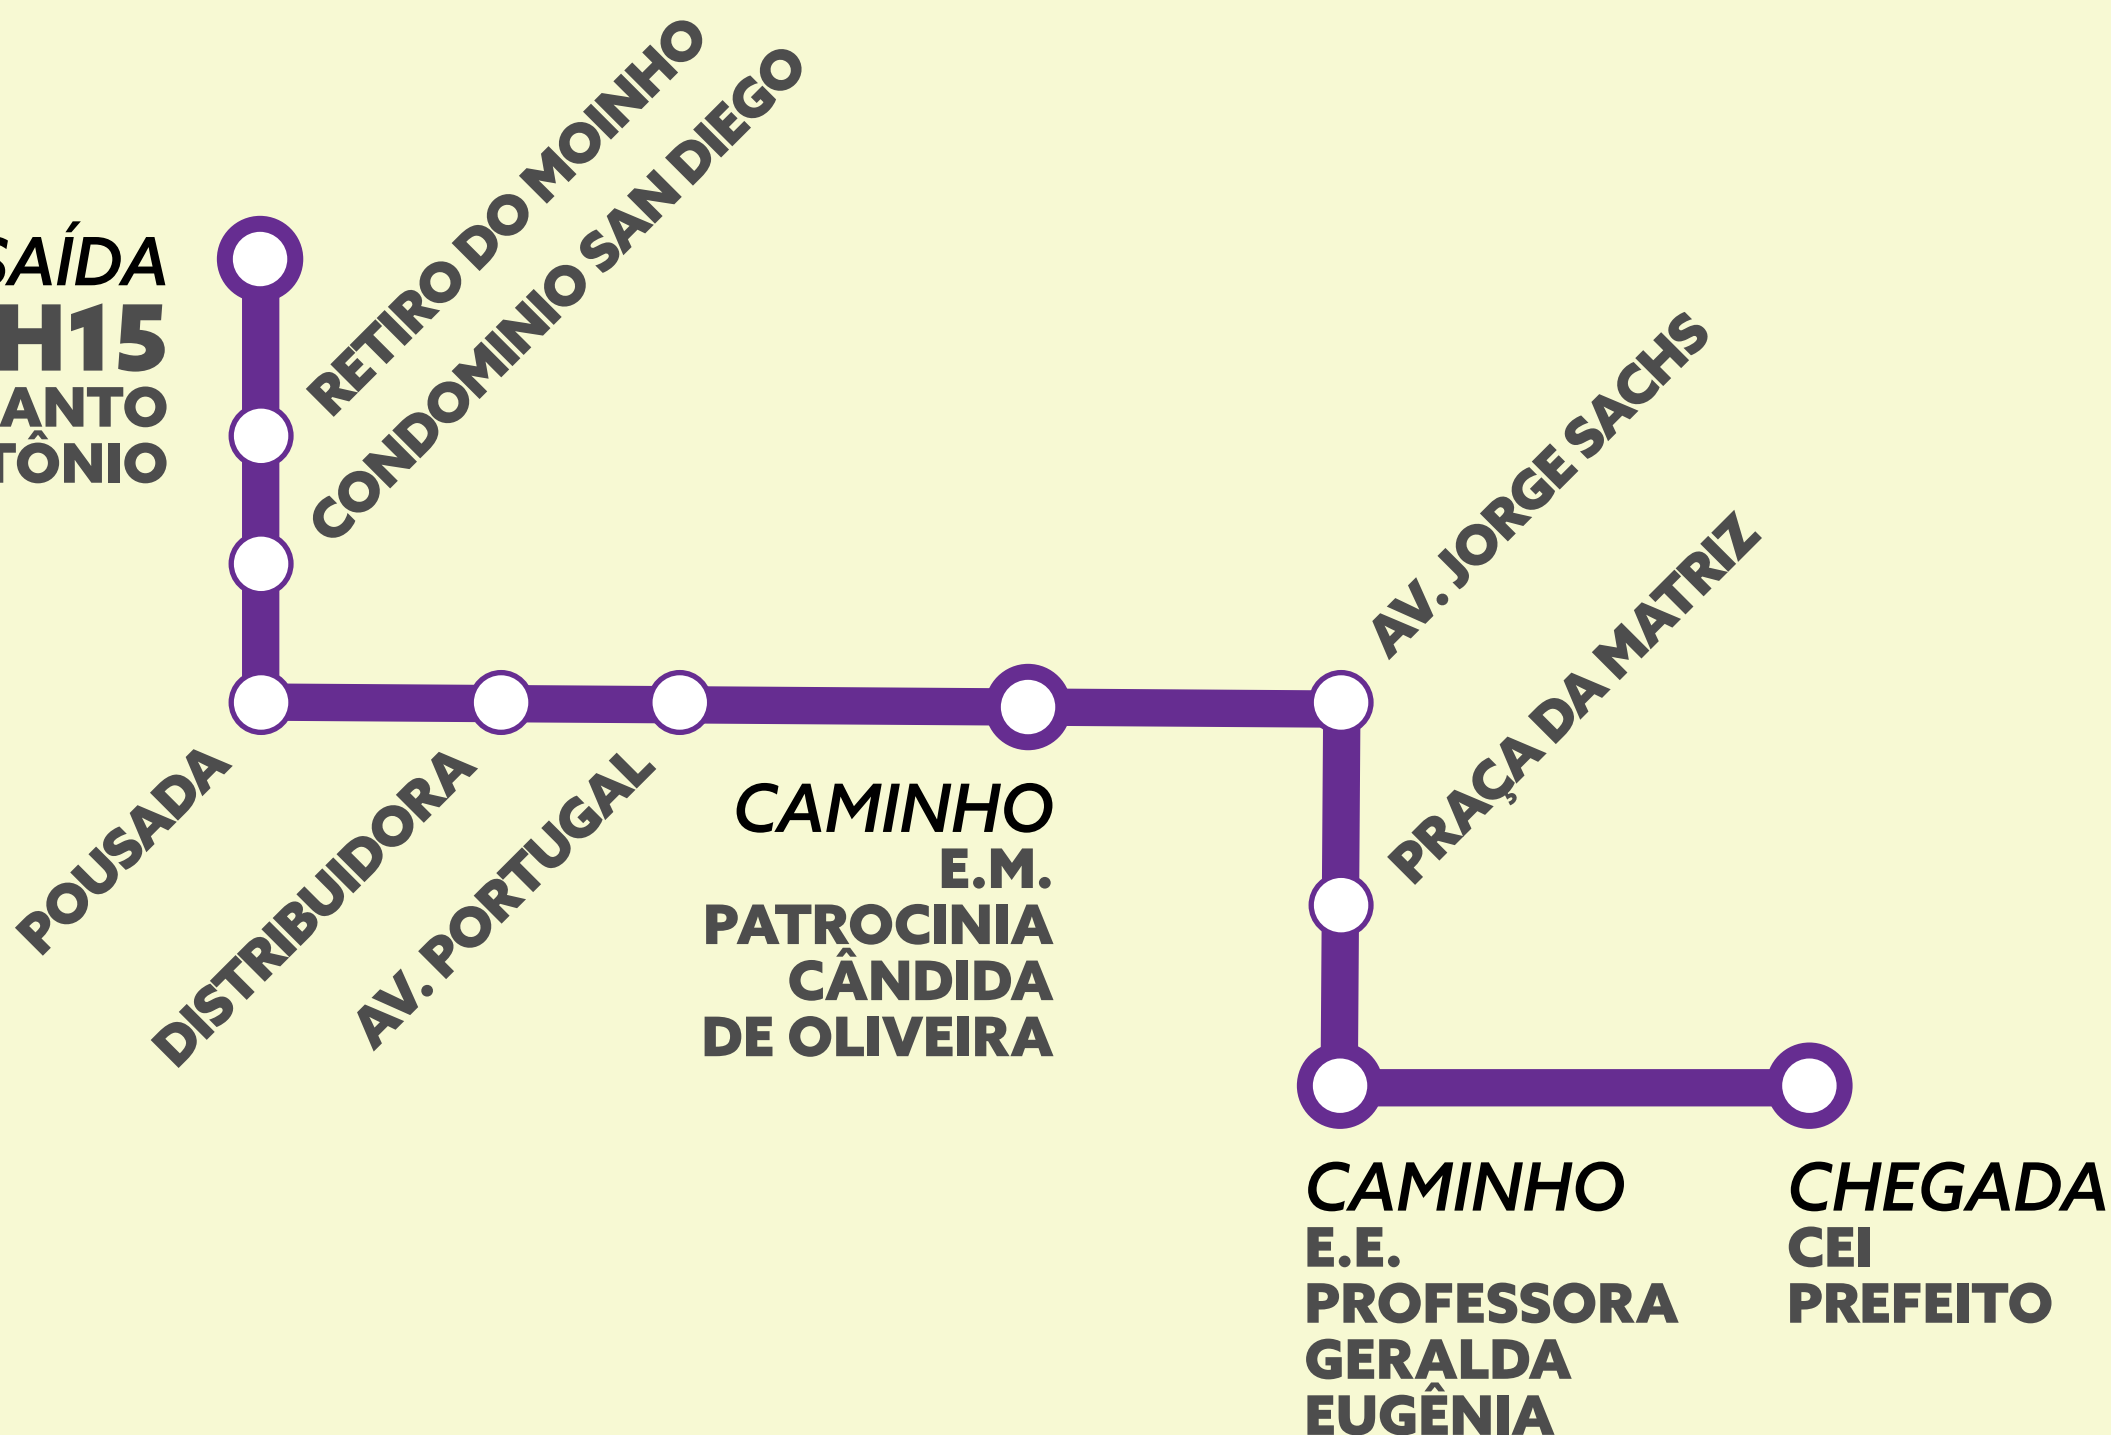 RETIRO DO MOINHO
CONDOMINIO SAN DIEGO
SAÍDA
H15
ANTO
TÔNIO
AV. JORGE SACHS
PRAÇA DA MATRIZ
POUSADA
DISTRIBUIDORA
AV. PORTUGAL
CAMINHO
E.M.
PATROCINIA
CÂNDIDA
DE OLIVEIRA
CAMINHO
E.E.
PROFESSORA
GERALDA
EUGÊNIA
CHEGADA
CEI
PREFEITO